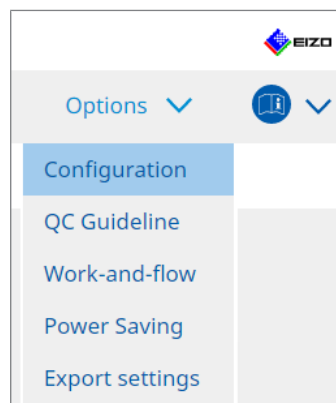 EIZO
Options
Configuration
QC Guideline
Work-and-flow
Power Saving
Export settings